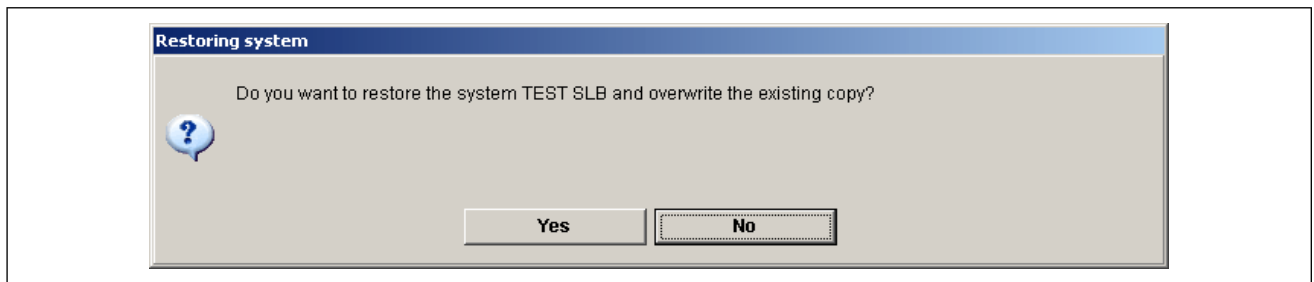 Restoring system
Do you want to restore the system TEST SLB and overwrite the existing copy?
?
Yes
No